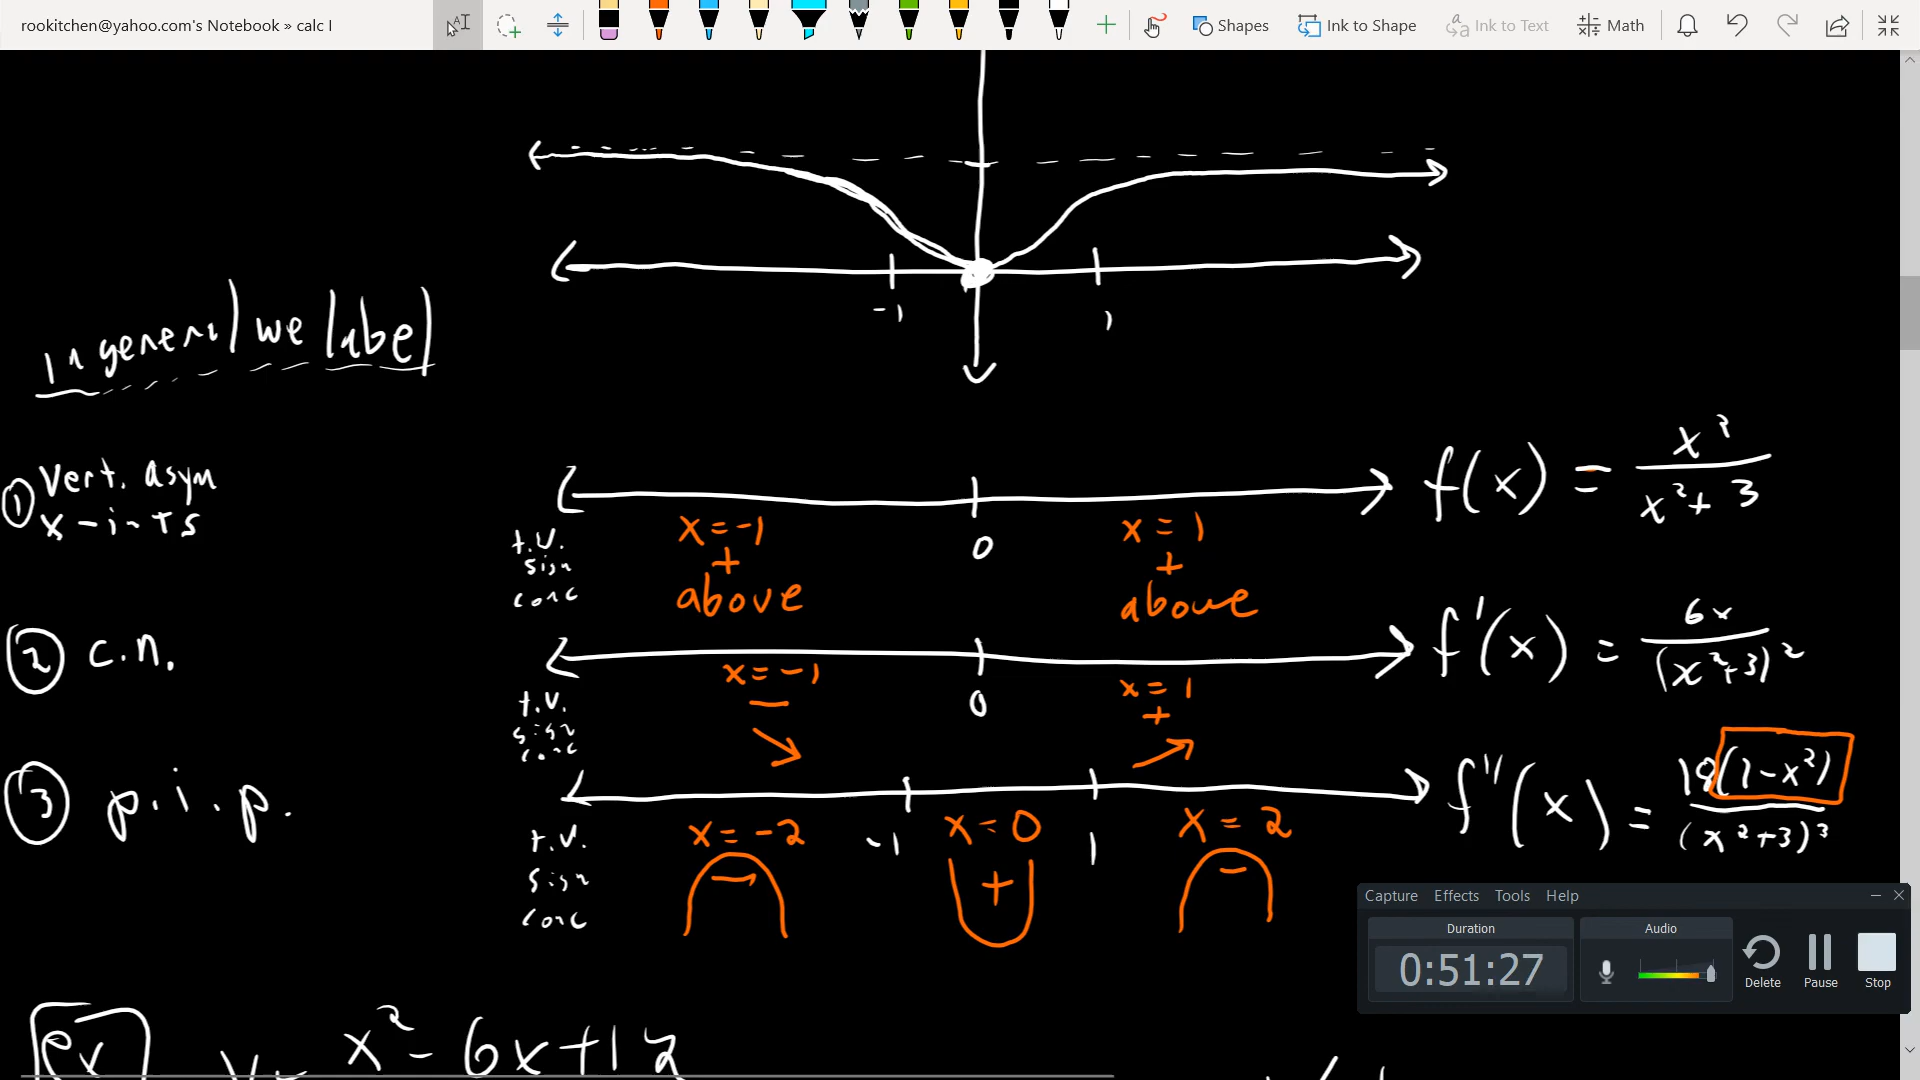 rookitchen@yahoo.com's Notebook » calc I
Shapes Ink to Shape Ink to Text Math
-1 1
In general we label
① Vert. asym
x-ints
f(x) = x²/(x²+3)
t.v. x = -1 0 x = 1
sign + +
conc above above
② c.n.
f'(x) = 6x/(x²+3)²
t.v. x = -1 0 x = 1
sign − +
conc
③ p.i.p.
f''(x) = 18(1-x²)/(x²+3)³
t.v. x = -2 -1 x = 0 1 x = 2
sign − + −
conc
Capture Effects Tools Help
Duration Audio
0:51:27
Delete Pause Stop
ex x²-6x+12